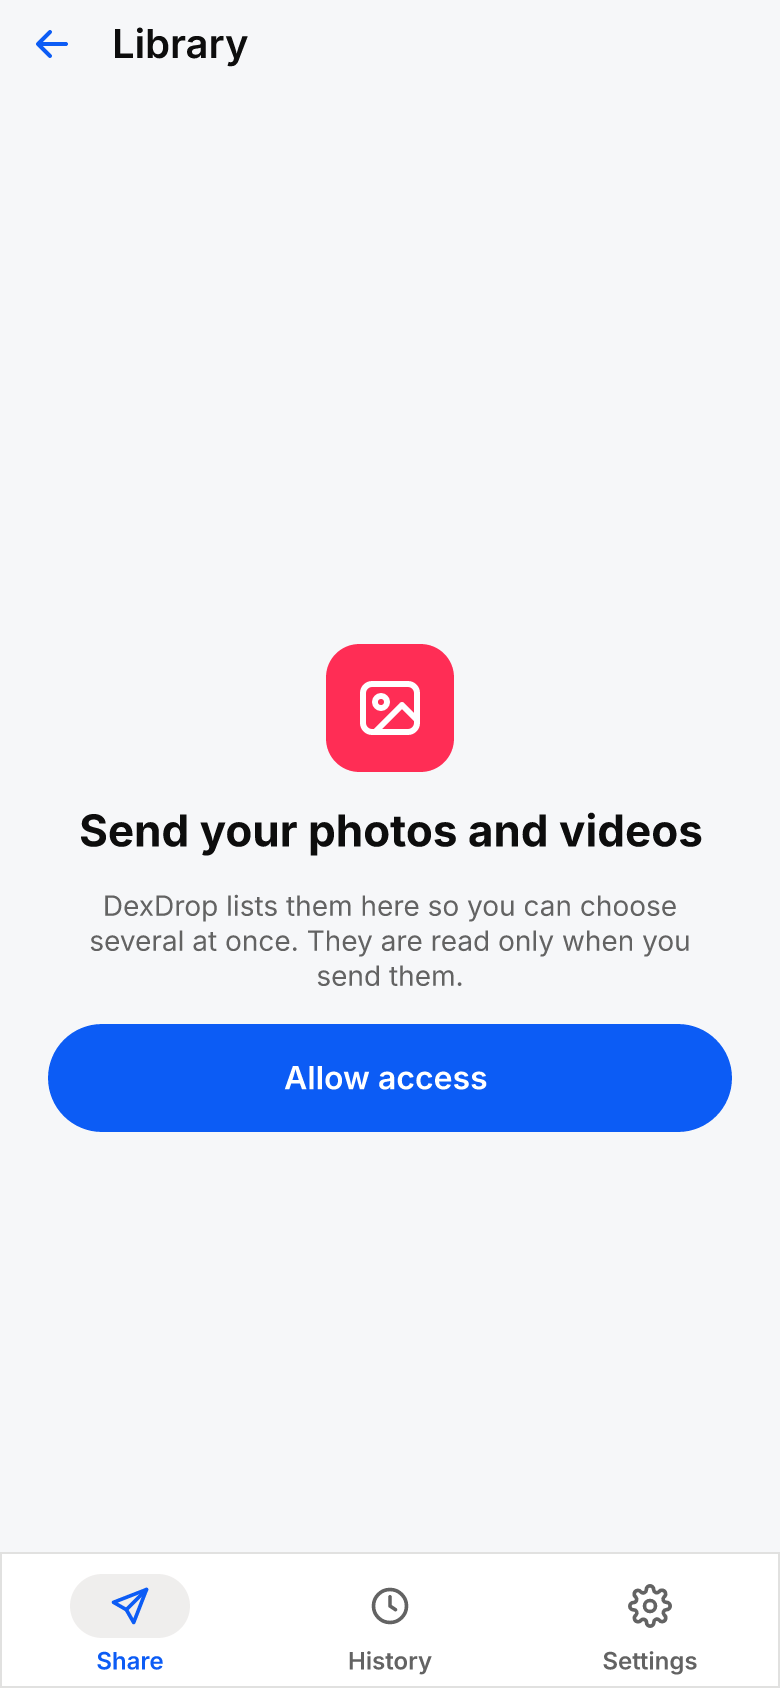 Library
Send your photos and videos
DexDrop lists them here so you can choose
several at once. They are read only when you
send them.
Allow access
Share
History
Settings